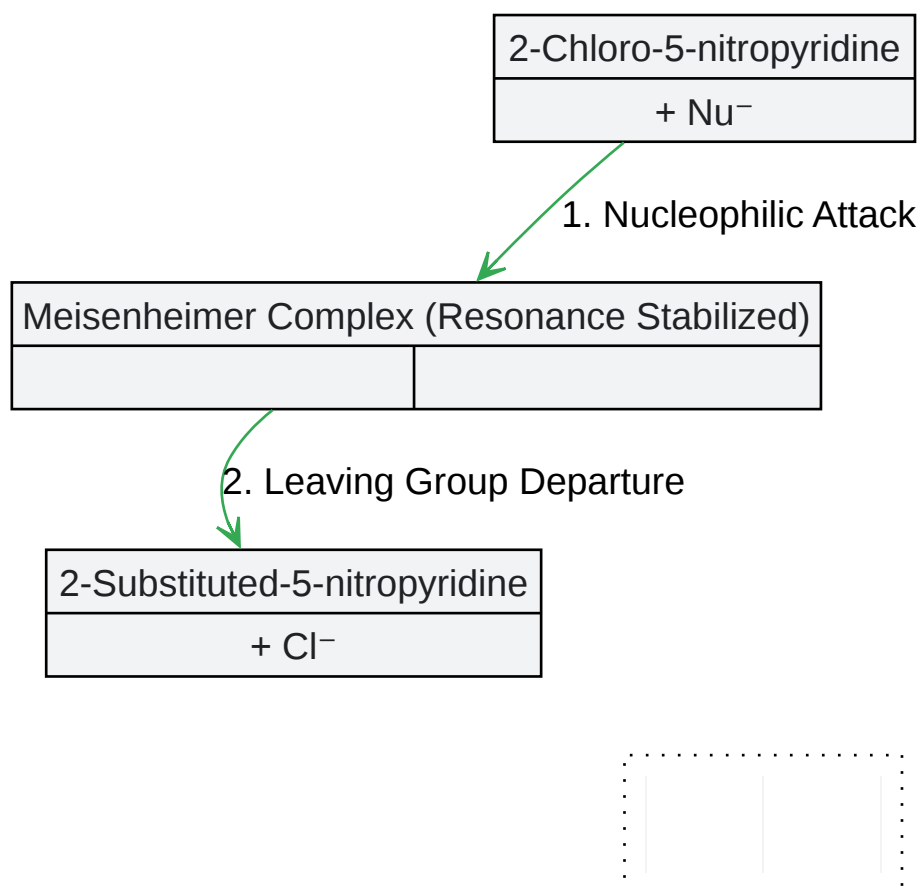 2-Chloro-5-nitropyridine
+ Nu⁻
1. Nucleophilic Attack
Meisenheimer Complex (Resonance Stabilized)
2. Leaving Group Departure
2-Substituted-5-nitropyridine
+ Cl⁻